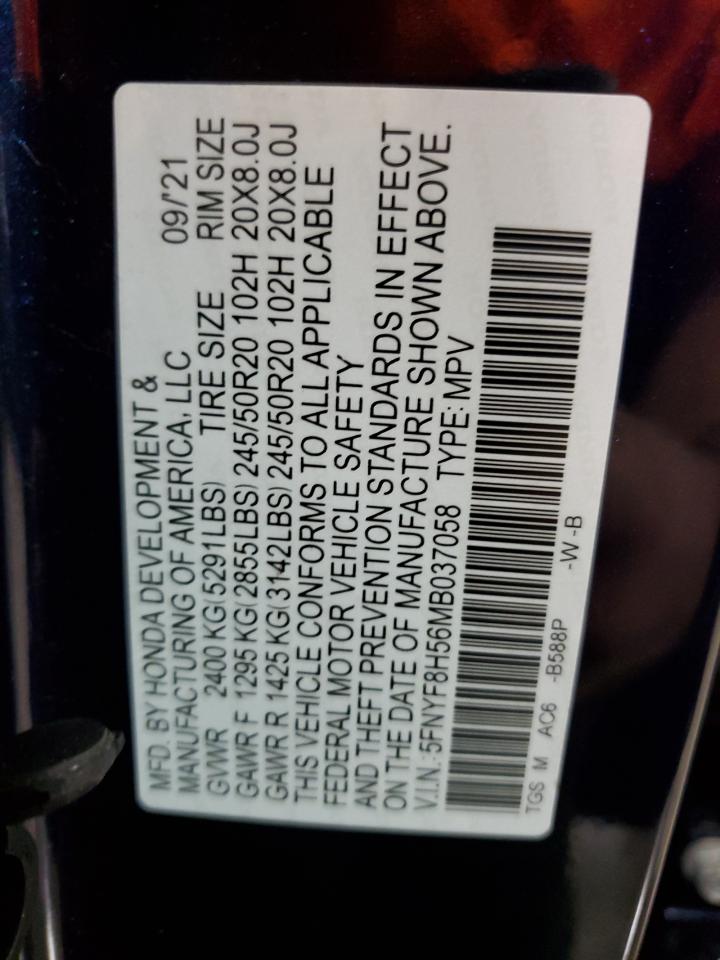 MFD. BY HONDA DEVELOPMENT &
MANUFACTURING OF AMERICA, LLC 09/'21
GVWR 2400 KG(5291LBS) TIRE SIZE RIM SIZE
GAWR F 1295 KG(2855LBS) 245/50R20 102H 20X8.0J
GAWR R 1425 KG(3142LBS) 245/50R20 102H 20X8.0J
THIS VEHICLE CONFORMS TO ALL APPLICABLE
FEDERAL MOTOR VEHICLE SAFETY
AND THEFT PREVENTION STANDARDS IN EFFECT
ON THE DATE OF MANUFACTURE SHOWN ABOVE.
V.I.N.:5FNYF8H56MB037058 TYPE: MPV
TGS M AC6 -B588P -W -B